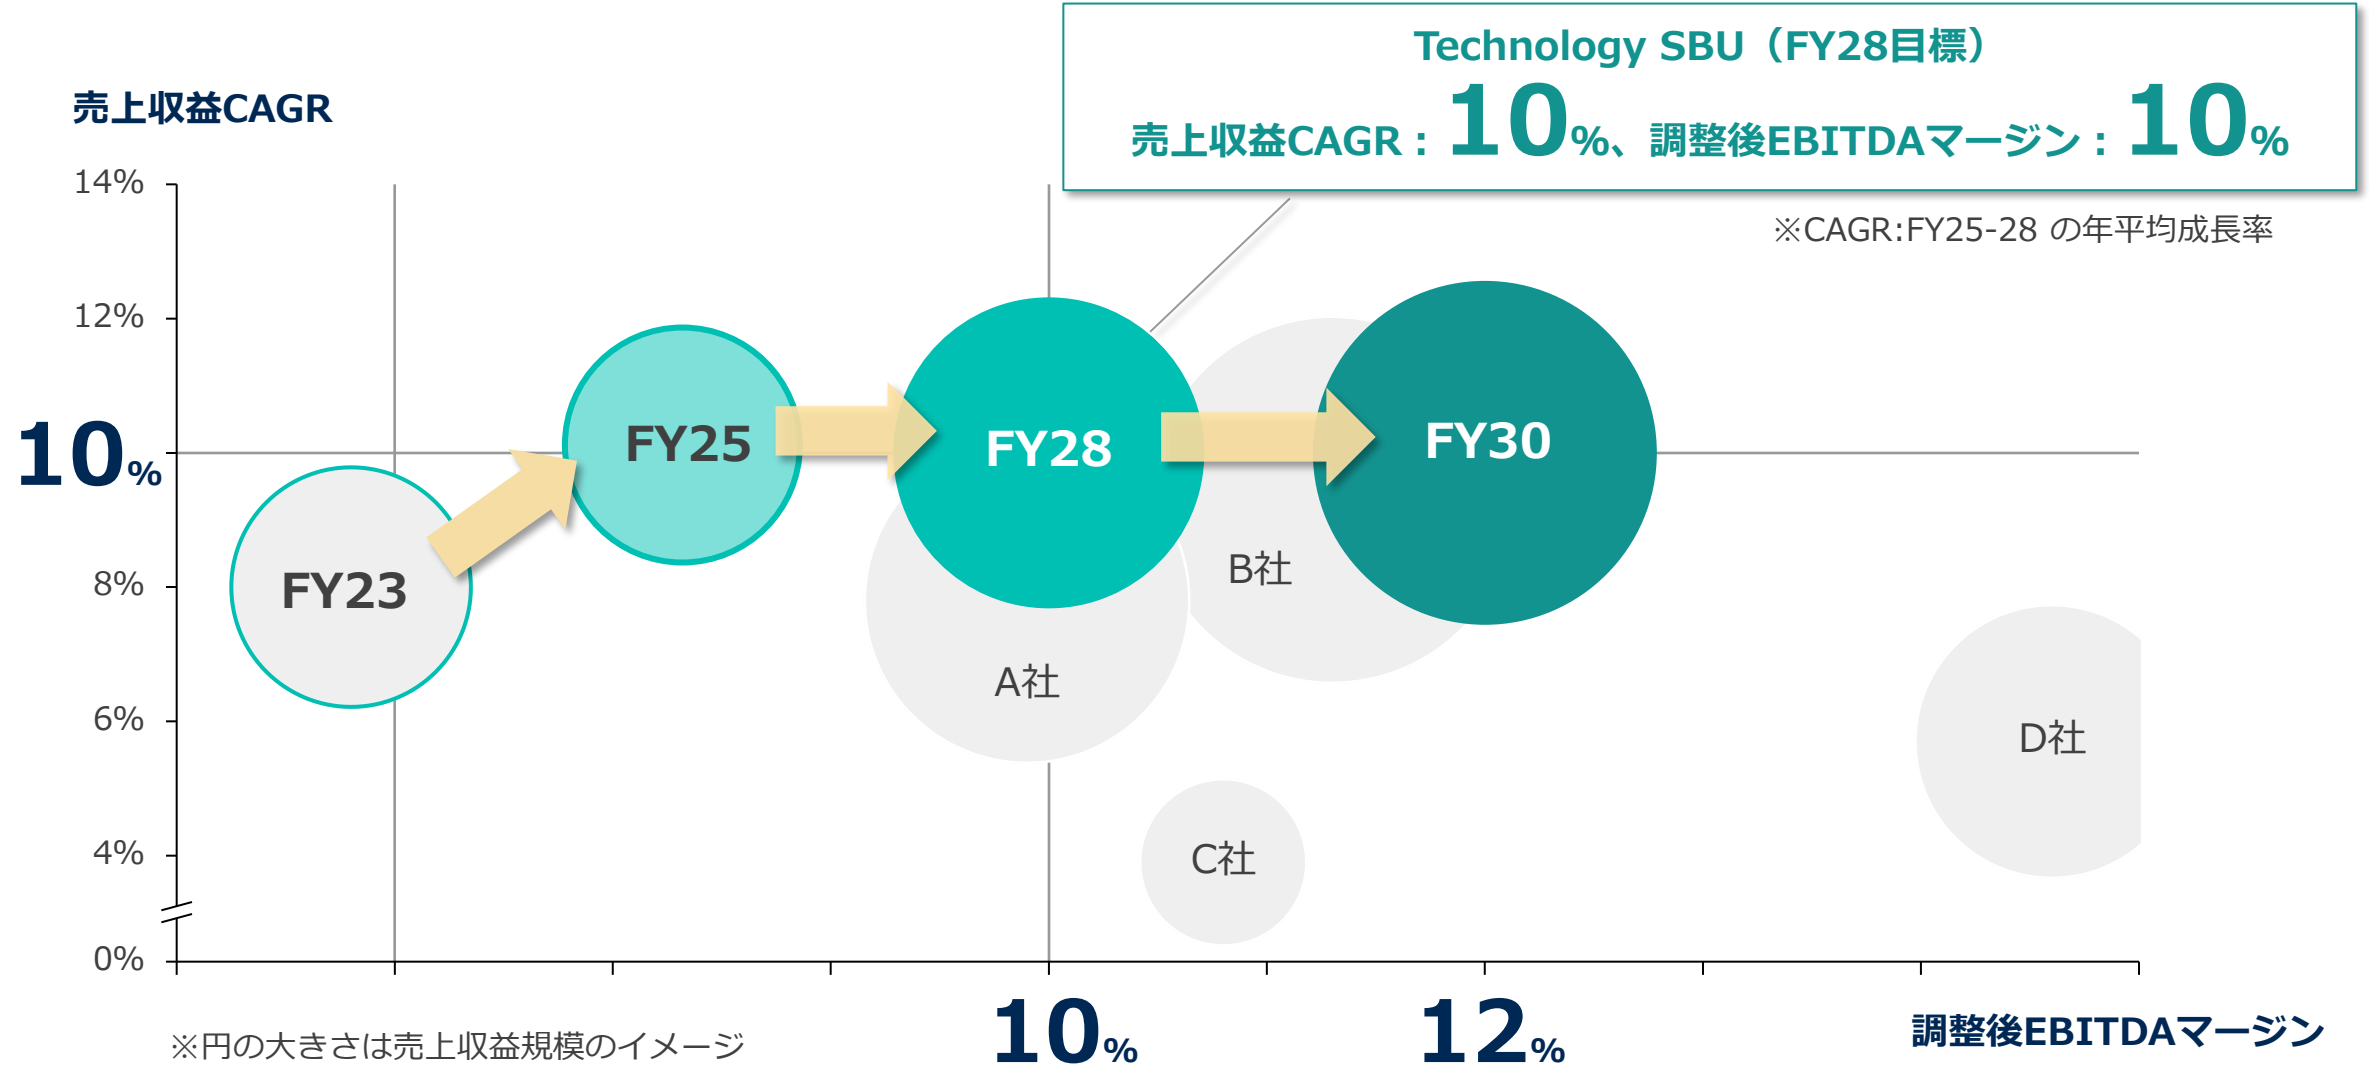 Technology SBU（FY28目標）
売上収益CAGR：10%、調整後EBITDAマージン：10%
売上収益CAGR
※CAGR:FY25-28 の年平均成長率
14%
12%
10%
8%
6%
4%
0%
FY23
FY25
FY28
FY30
A社
B社
C社
D社
10%
12%
調整後EBITDAマージン
※円の大きさは売上収益規模のイメージ